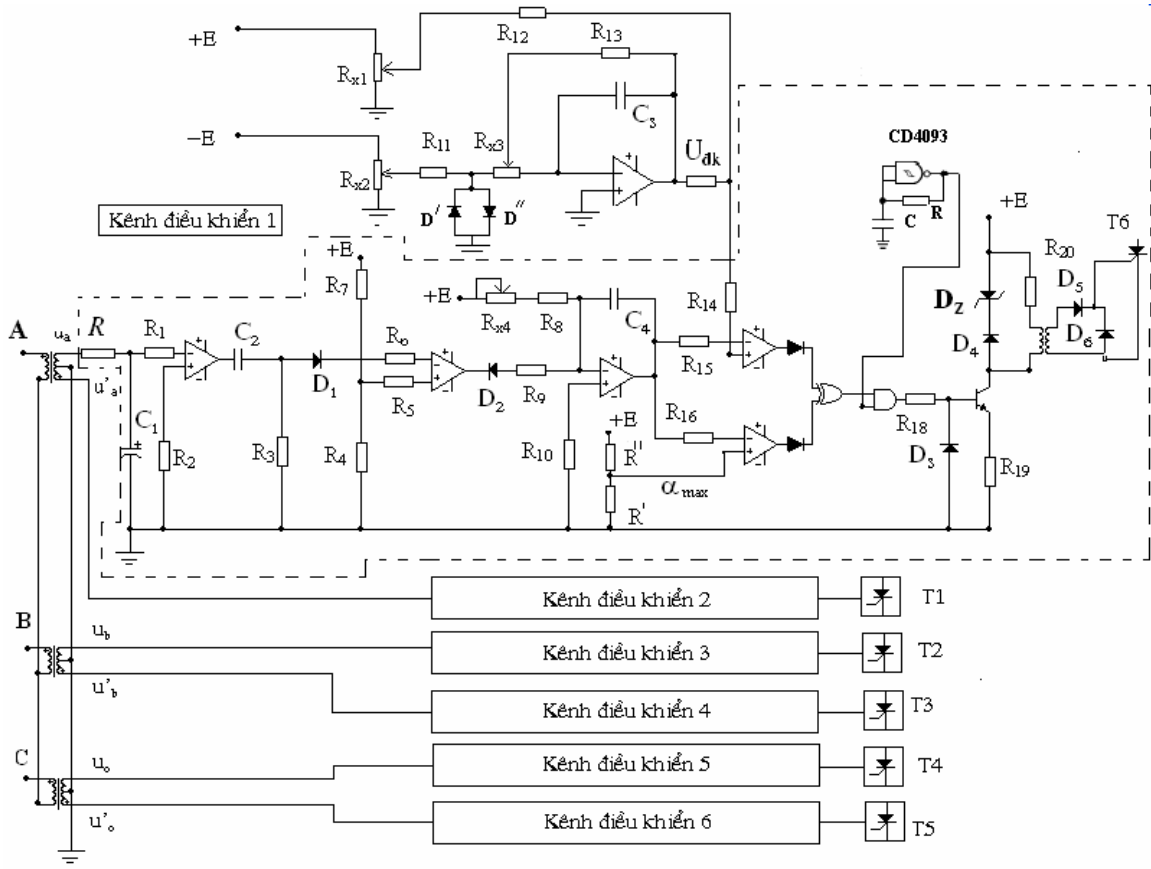 +E
R12
R13
Rx1
C3
−E
R11
Rx3
Uđk
CD4093
Rx2
D'
D''
C
R
+E
Kênh điều khiển 1
T6
+E
R20
R7
D5
+E
R14
DZ
A
ua
R
R1
C2
Rx4
R8
C4
D4
D6
R6
u'a
D1
R15
R5
D2
R9
+E
R16
R18
C1
R2
R3
R4
R10
R''
D3
R19
αmax
R'
Kênh điều khiển 2
T1
B
ub
Kênh điều khiển 3
T2
u'b
Kênh điều khiển 4
T3
C
uc
Kênh điều khiển 5
T4
u'c
Kênh điều khiển 6
T5